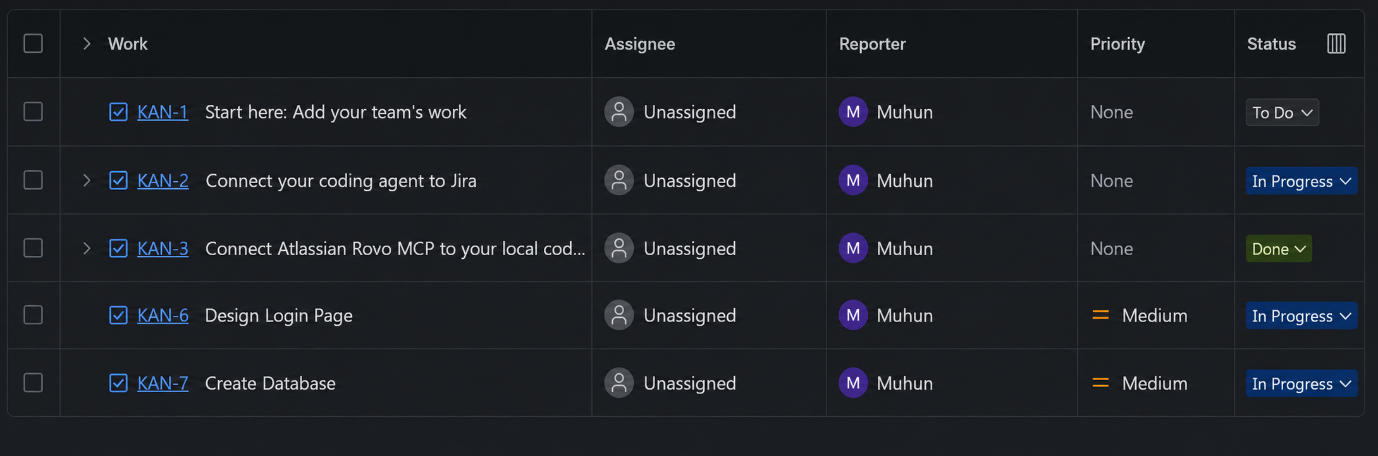 Work Assignee Reporter Priority Status
KAN-1 Start here: Add your team's work Unassigned M Muhun None To Do
KAN-2 Connect your coding agent to Jira Unassigned M Muhun None In Progress
KAN-3 Connect Atlassian Rovo MCP to your local cod... Unassigned M Muhun None Done
KAN-6 Design Login Page Unassigned M Muhun Medium In Progress
KAN-7 Create Database Unassigned M Muhun Medium In Progress